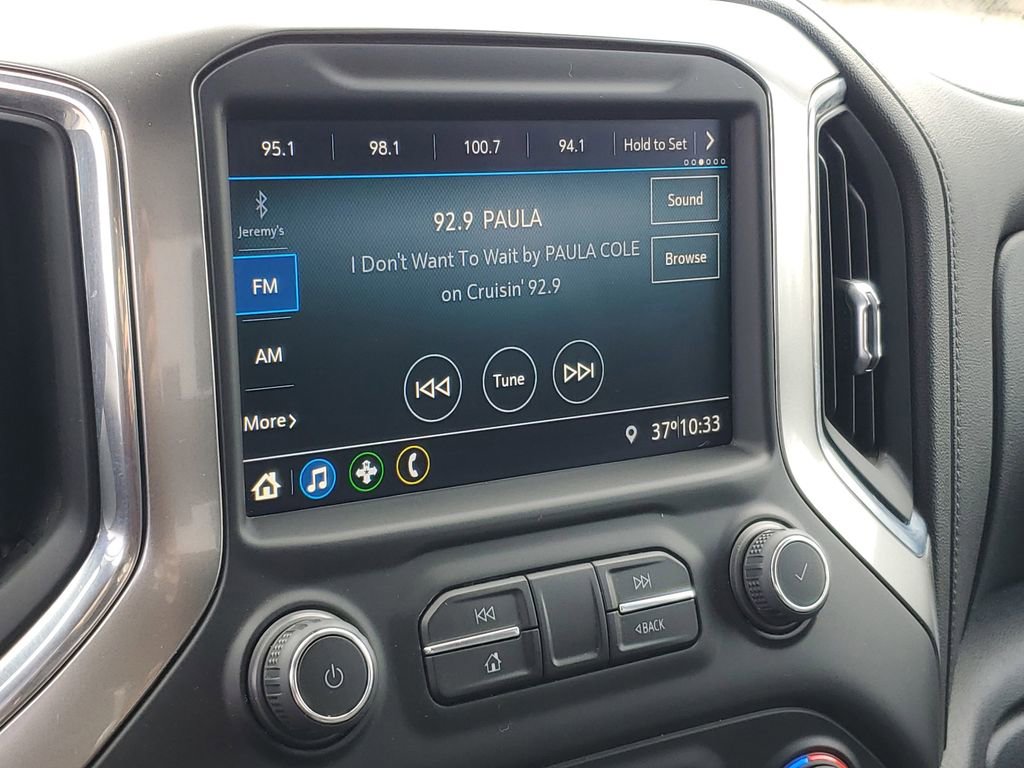 95.1 98.1 100.7 94.1 Hold to Set
Jeremy's
92.9 PAULA
Sound
I Don't Want To Wait by PAULA COLE
on Cruisin' 92.9
Browse
FM
AM
Tune
More
37° 10:33
BACK